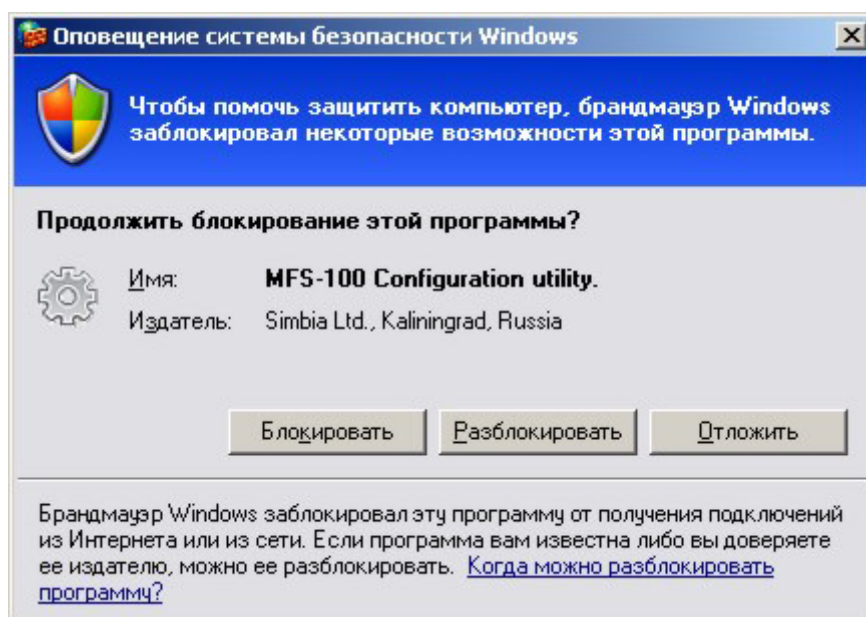 Оповещение системы безопасности Windows
Чтобы помочь защитить компьютер, брандмауэр Windows
заблокировал некоторые возможности этой программы.
Продолжить блокирование этой программы?
Имя: MFS-100 Configuration utility.
Издатель: Simbia Ltd., Kaliningrad, Russia
Блокировать Разблокировать Отложить
Брандмауэр Windows заблокировал эту программу от получения подключений
из Интернета или из сети. Если программа вам известна либо вы доверяете
ее издателю, можно ее разблокировать. Когда можно разблокировать
программу?